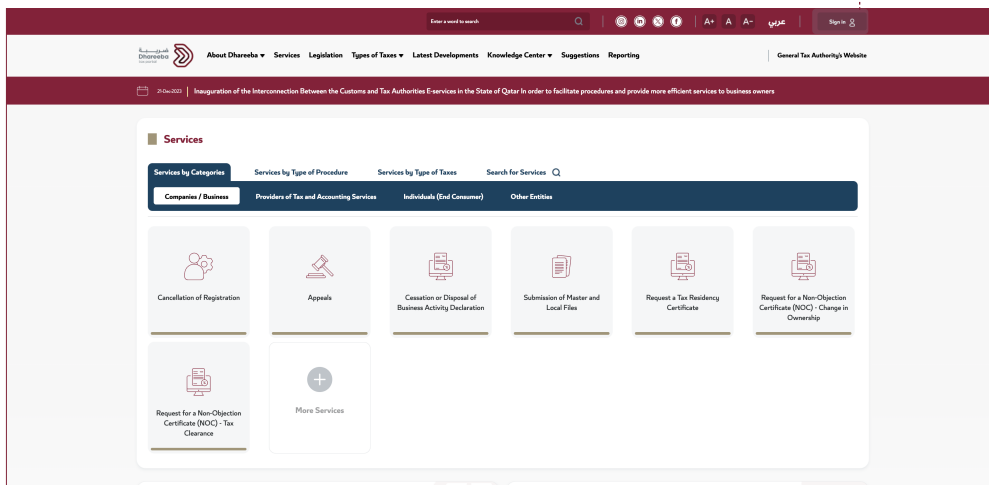 Enter a word to search
A+ A A- عربي
Sign in
ضريبة
Dhareeba
About Dhareeba Services Legislation Types of Taxes Latest Developments Knowledge Center Suggestions Reporting
General Tax Authority's Website
21-Dec-2023 Inauguration of the Interconnection Between the Customs and Tax Authorities E-services in the State of Qatar In order to facilitate procedures and provide more efficient services to business owners
Services
Services by Categories Services by Type of Procedure Services by Type of Taxes Search for Services
Companies / Business Providers of Tax and Accounting Services Individuals (End Consumer) Other Entities
Cancellation of Registration
Appeals
Cessation or Disposal of
Business Activity Declaration
Submission of Master and
Local Files
Request a Tax Residency
Certificate
Request for a Non-Objection
Certificate (NOC) - Change in
Ownership
Request for a Non-Objection
Certificate (NOC) - Tax
Clearance
More Services